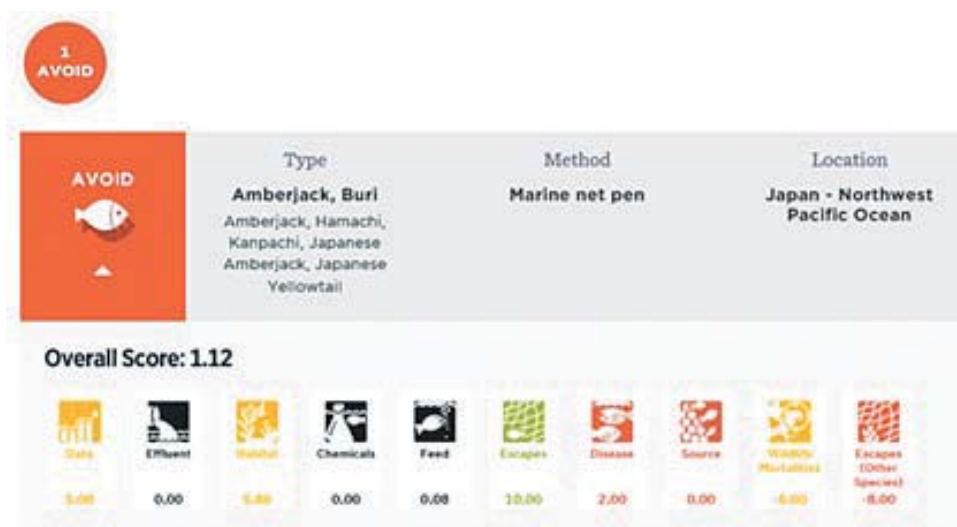 1
AVOID
AVOID
Type
Amberjack, Buri
Amberjack, Hamachi,
Kanpachi, Japanese
Amberjack, Japanese
Yellowtail
Method
Marine net pen
Location
Japan - Northwest
Pacific Ocean
Overall Score: 1.12
Data
Effluent
Habitat
Chemicals
Feed
Escapes
Disease
Source
Wildlife
Mortalities
Escapes
(Other
Species)
0.00
0.00
0.08
10.00
2.00
0.00
-6.00
-8.00